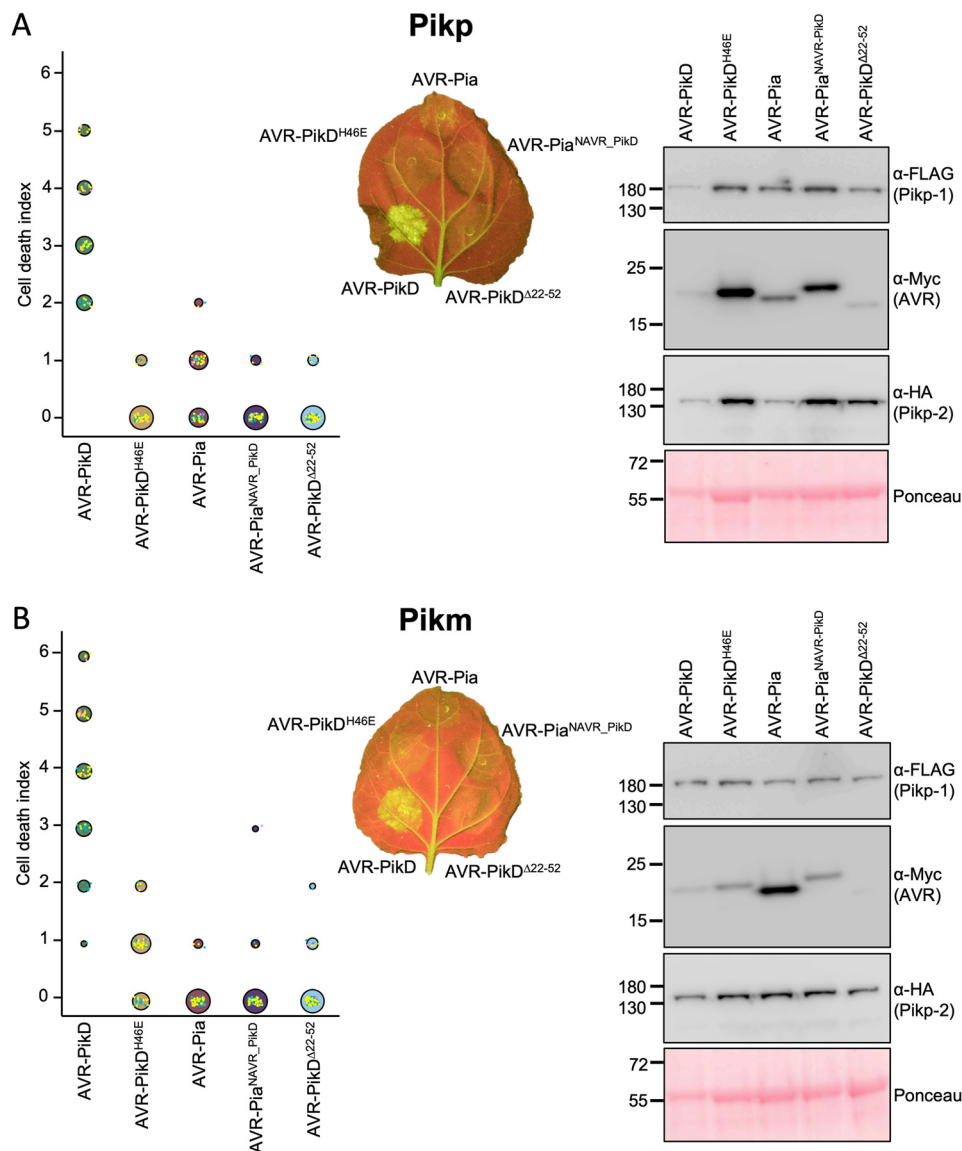 A
Pikp
Cell death index
6
5
4
3
2
1
0
AVR-PikD
AVR-PikD^H46E
AVR-Pia
AVR-Pia^NAVR_PikD
AVR-PikD^Δ22-52
AVR-Pia
AVR-PikD^H46E
AVR-Pia^NAVR_PikD
AVR-PikD
AVR-PikD^Δ22-52
AVR-PikD
AVR-PikD^H46E
AVR-Pia
AVR-Pia^NAVR-PikD
AVR-PikD^Δ22-52
180
130
α-FLAG
(Pikp-1)
25
15
α-Myc
(AVR)
180
130
α-HA
(Pikp-2)
72
55
Ponceau
B
Pikm
Cell death index
6
5
4
3
2
1
0
AVR-PikD
AVR-PikD^H46E
AVR-Pia
AVR-Pia^NAVR_PikD
AVR-PikD^Δ22-52
AVR-Pia
AVR-PikD^H46E
AVR-Pia^NAVR_PikD
AVR-PikD
AVR-PikD^Δ22-52
AVR-PikD
AVR-PikD^H46E
AVR-Pia
AVR-Pia^NAVR-PikD
AVR-PikD^Δ22-52
180
130
α-FLAG
(Pikp-1)
25
15
α-Myc
(AVR)
180
130
α-HA
(Pikp-2)
72
55
Ponceau